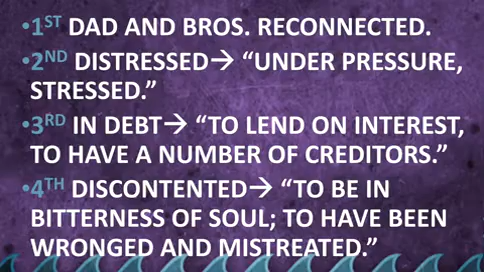 •1ST DAD AND BROS. RECONNECTED.
•2ND DISTRESSED→ “UNDER PRESSURE,
STRESSED.”
•3RD IN DEBT→ “TO LEND ON INTEREST,
TO HAVE A NUMBER OF CREDITORS.”
•4TH DISCONTENTED→ “TO BE IN
BITTERNESS OF SOUL; TO HAVE BEEN
WRONGED AND MISTREATED.”